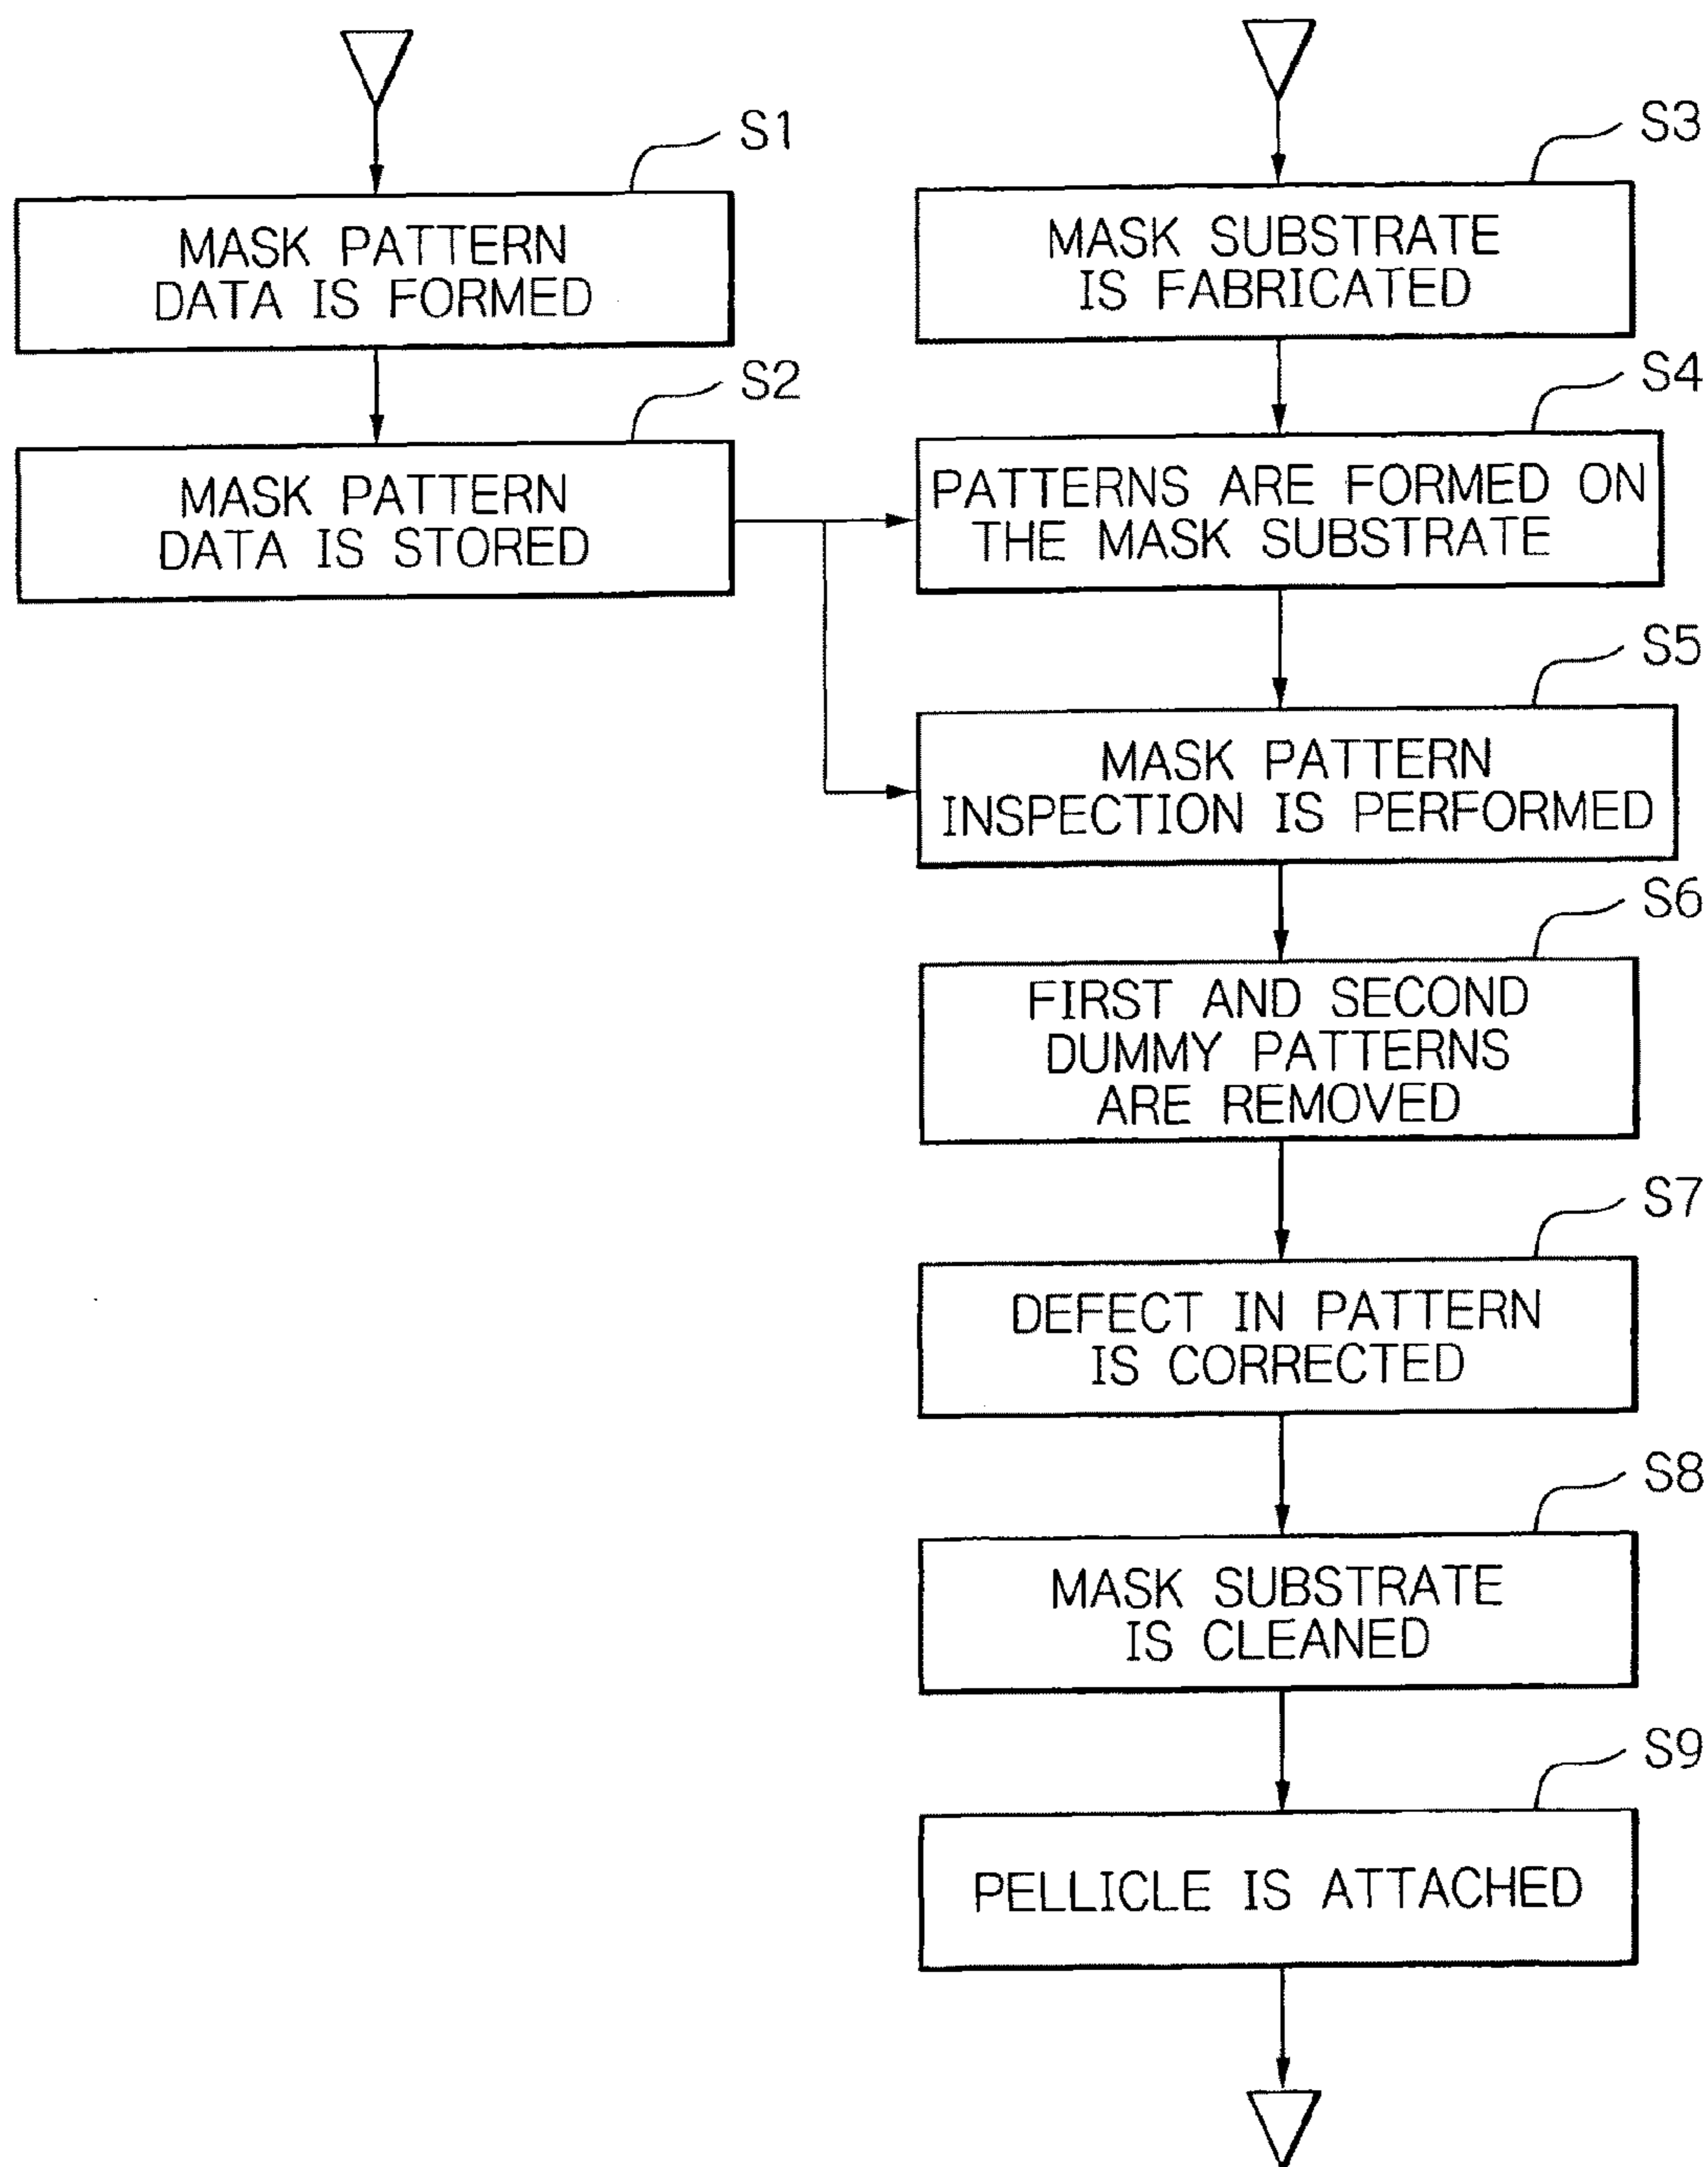 S1
MASK PATTERN
DATA IS FORMED
S2
MASK PATTERN
DATA IS STORED
S3
MASK SUBSTRATE
IS FABRICATED
S4
PATTERNS ARE FORMED ON
THE MASK SUBSTRATE
S5
MASK PATTERN
INSPECTION IS PERFORMED
S6
FIRST AND SECOND
DUMMY PATTERNS
ARE REMOVED
S7
DEFECT IN PATTERN
IS CORRECTED
S8
MASK SUBSTRATE
IS CLEANED
S9
PELLICLE IS ATTACHED